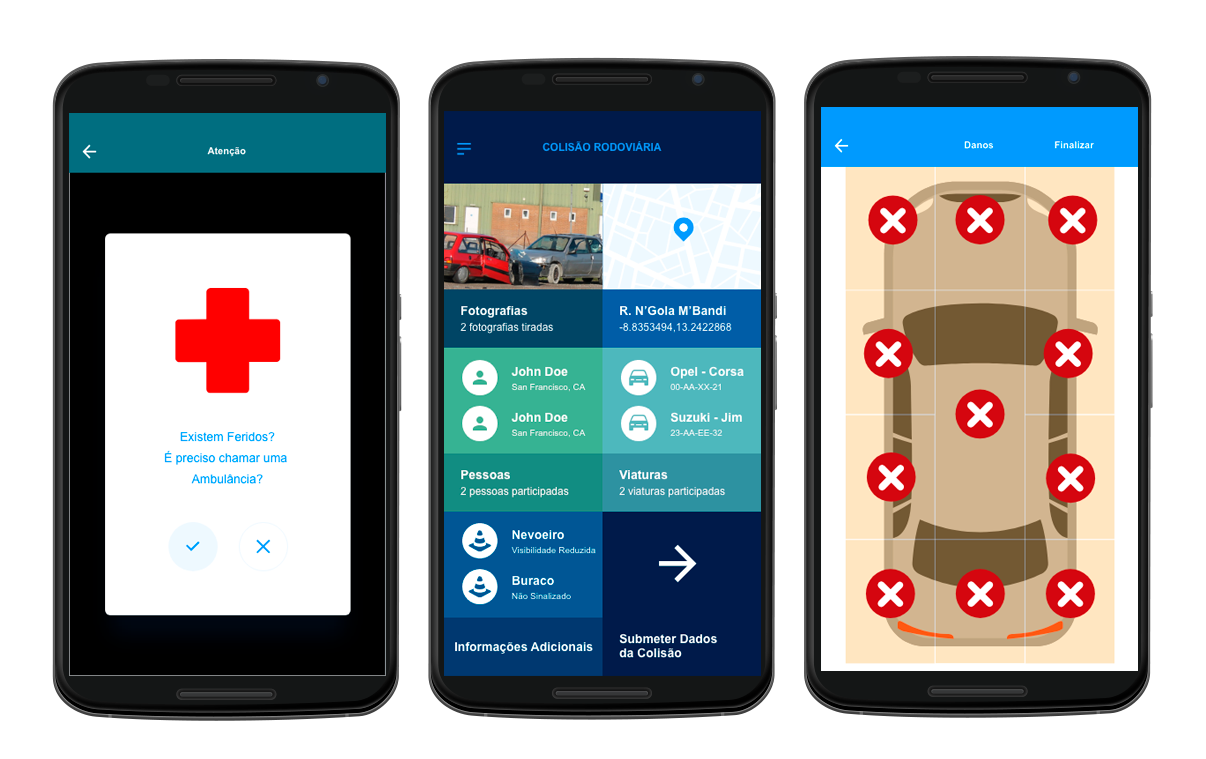 Atenção
Existem Feridos?
É preciso chamar uma
Ambulância?
COLISÃO RODOVIÁRIA
Fotografias
2 fotografias tiradas
R. N’Gola M’Bandi
-8.8353494,13.2422868
John Doe
San Francisco, CA
John Doe
San Francisco, CA
Opel - Corsa
00-AA-XX-21
Suzuki - Jim
23-AA-EE-32
Pessoas
2 pessoas participadas
Viaturas
2 viaturas participadas
Nevoeiro
Visibilidade Reduzida
Buraco
Não Sinalizado
Informações Adicionais
Submeter Dados
da Colisão
Danos
Finalizar